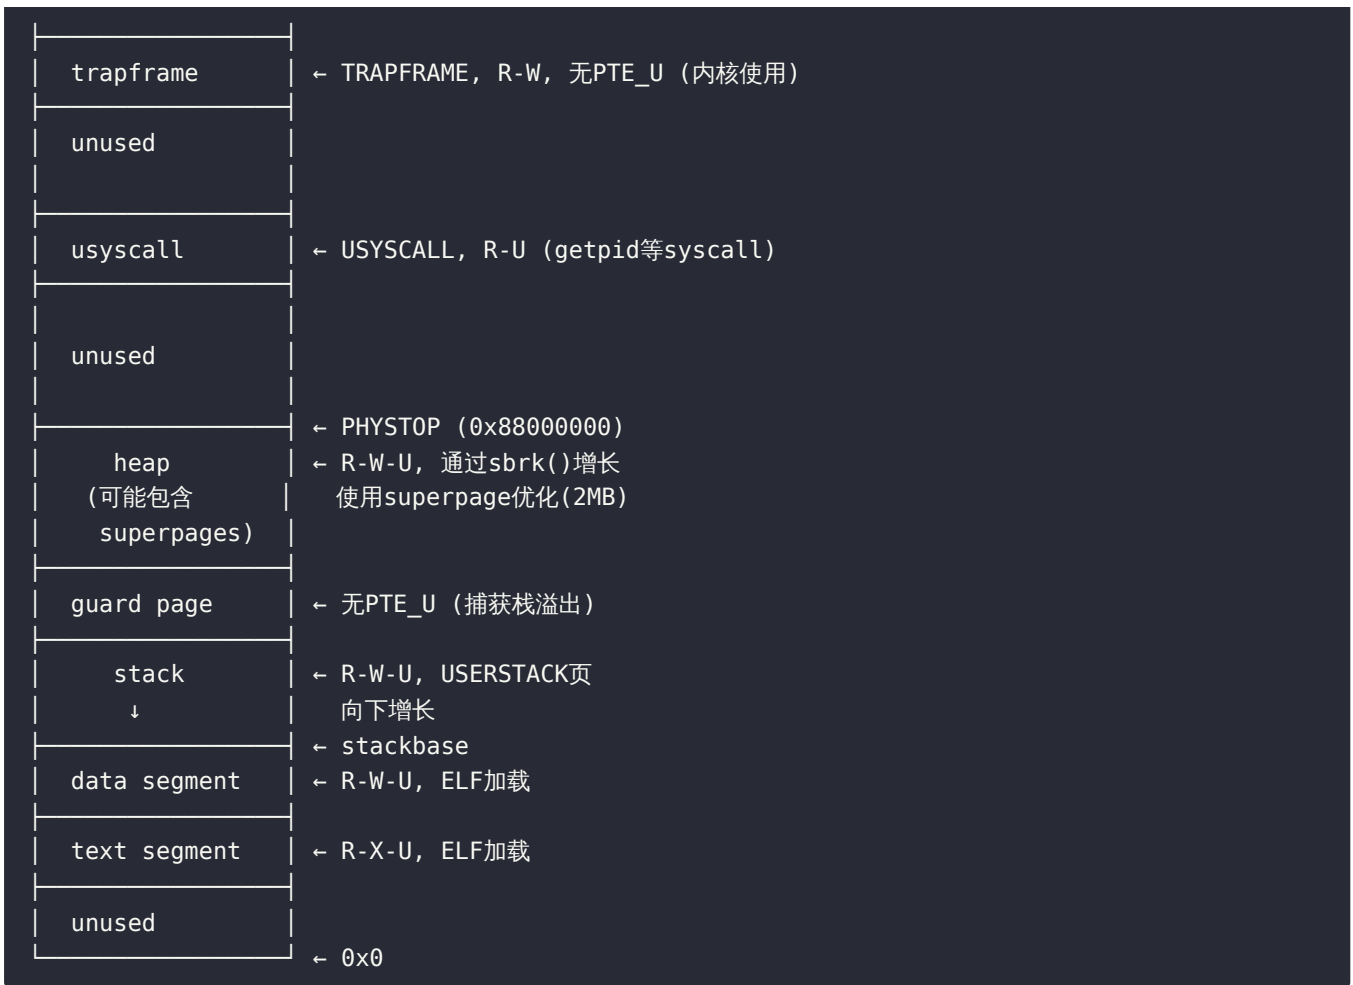 trapframe ← TRAPFRAME, R-W, 无PTE_U (内核使用)
unused
usyscall ← USYSCALL, R-U (getpid等syscall)
unused
← PHYSTOP (0x88000000)
heap ← R-W-U, 通过sbrk()增长
(可能包含 使用superpage优化(2MB)
superpages)
guard page ← 无PTE_U (捕获栈溢出)
stack ← R-W-U, USERSTACK页
↓ 向下增长
← stackbase
data segment ← R-W-U, ELF加载
text segment ← R-X-U, ELF加载
unused
← 0x0